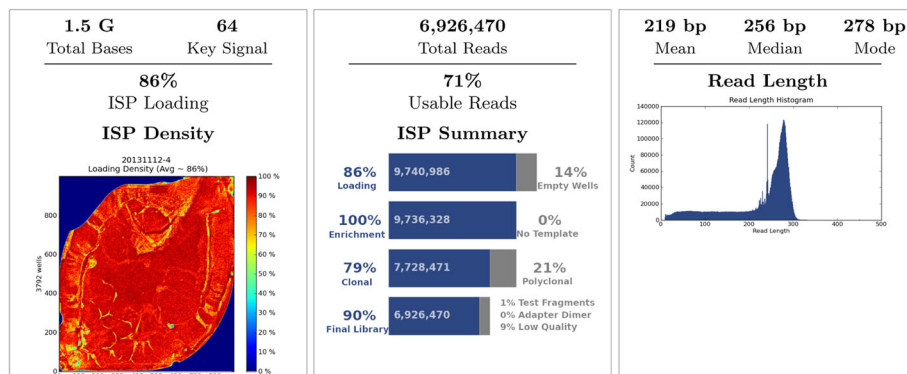 1.5 G
Total Bases
64
Key Signal
86%
ISP Loading
ISP Density
20131112-4
Loading Density (Avg ~ 86%)
3792 wells
800
600
400
200
0
100 %
90 %
80 %
70 %
60 %
50 %
40 %
30 %
20 %
10 %
0 %
6,926,470
Total Reads
71%
Usable Reads
ISP Summary
86%
Loading
9,740,986
14%
Empty Wells
100%
Enrichment
9,736,328
0%
No Template
79%
Clonal
7,728,471
21%
Polyclonal
90%
Final Library
6,926,470
1% Test Fragments
0% Adapter Dimer
9% Low Quality
219 bp
Mean
256 bp
Median
278 bp
Mode
Read Length
Read Length Histogram
Count
140000
120000
100000
80000
60000
40000
20000
0
0 100 200 300 400 500
Read Length